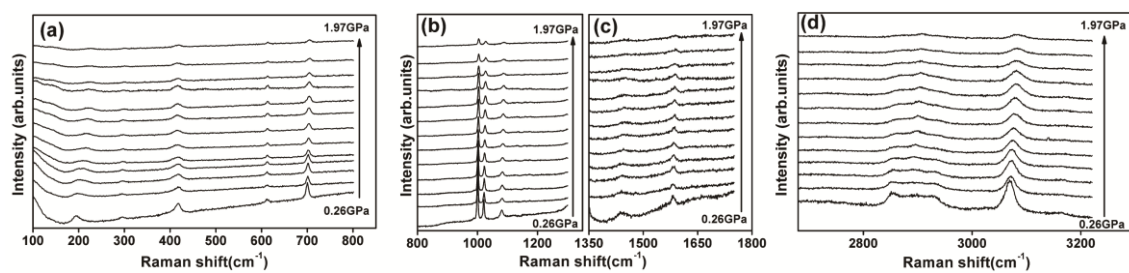 (a)
1.97GPa
0.26GPa
Intensity (arb.units)
100 200 300 400 500 600 700 800
Raman shift(cm-1)
(b)
1.97GPa
0.26GPa
Intensity (arb.units)
800 1000 1200
(c)
1.97GPa
0.26GPa
1350 1500 1650 1800
Raman shift(cm-1)
(d)
1.97GPa
0.26GPa
Intensity (arb.units)
2800 3000 3200
Raman shift(cm-1)